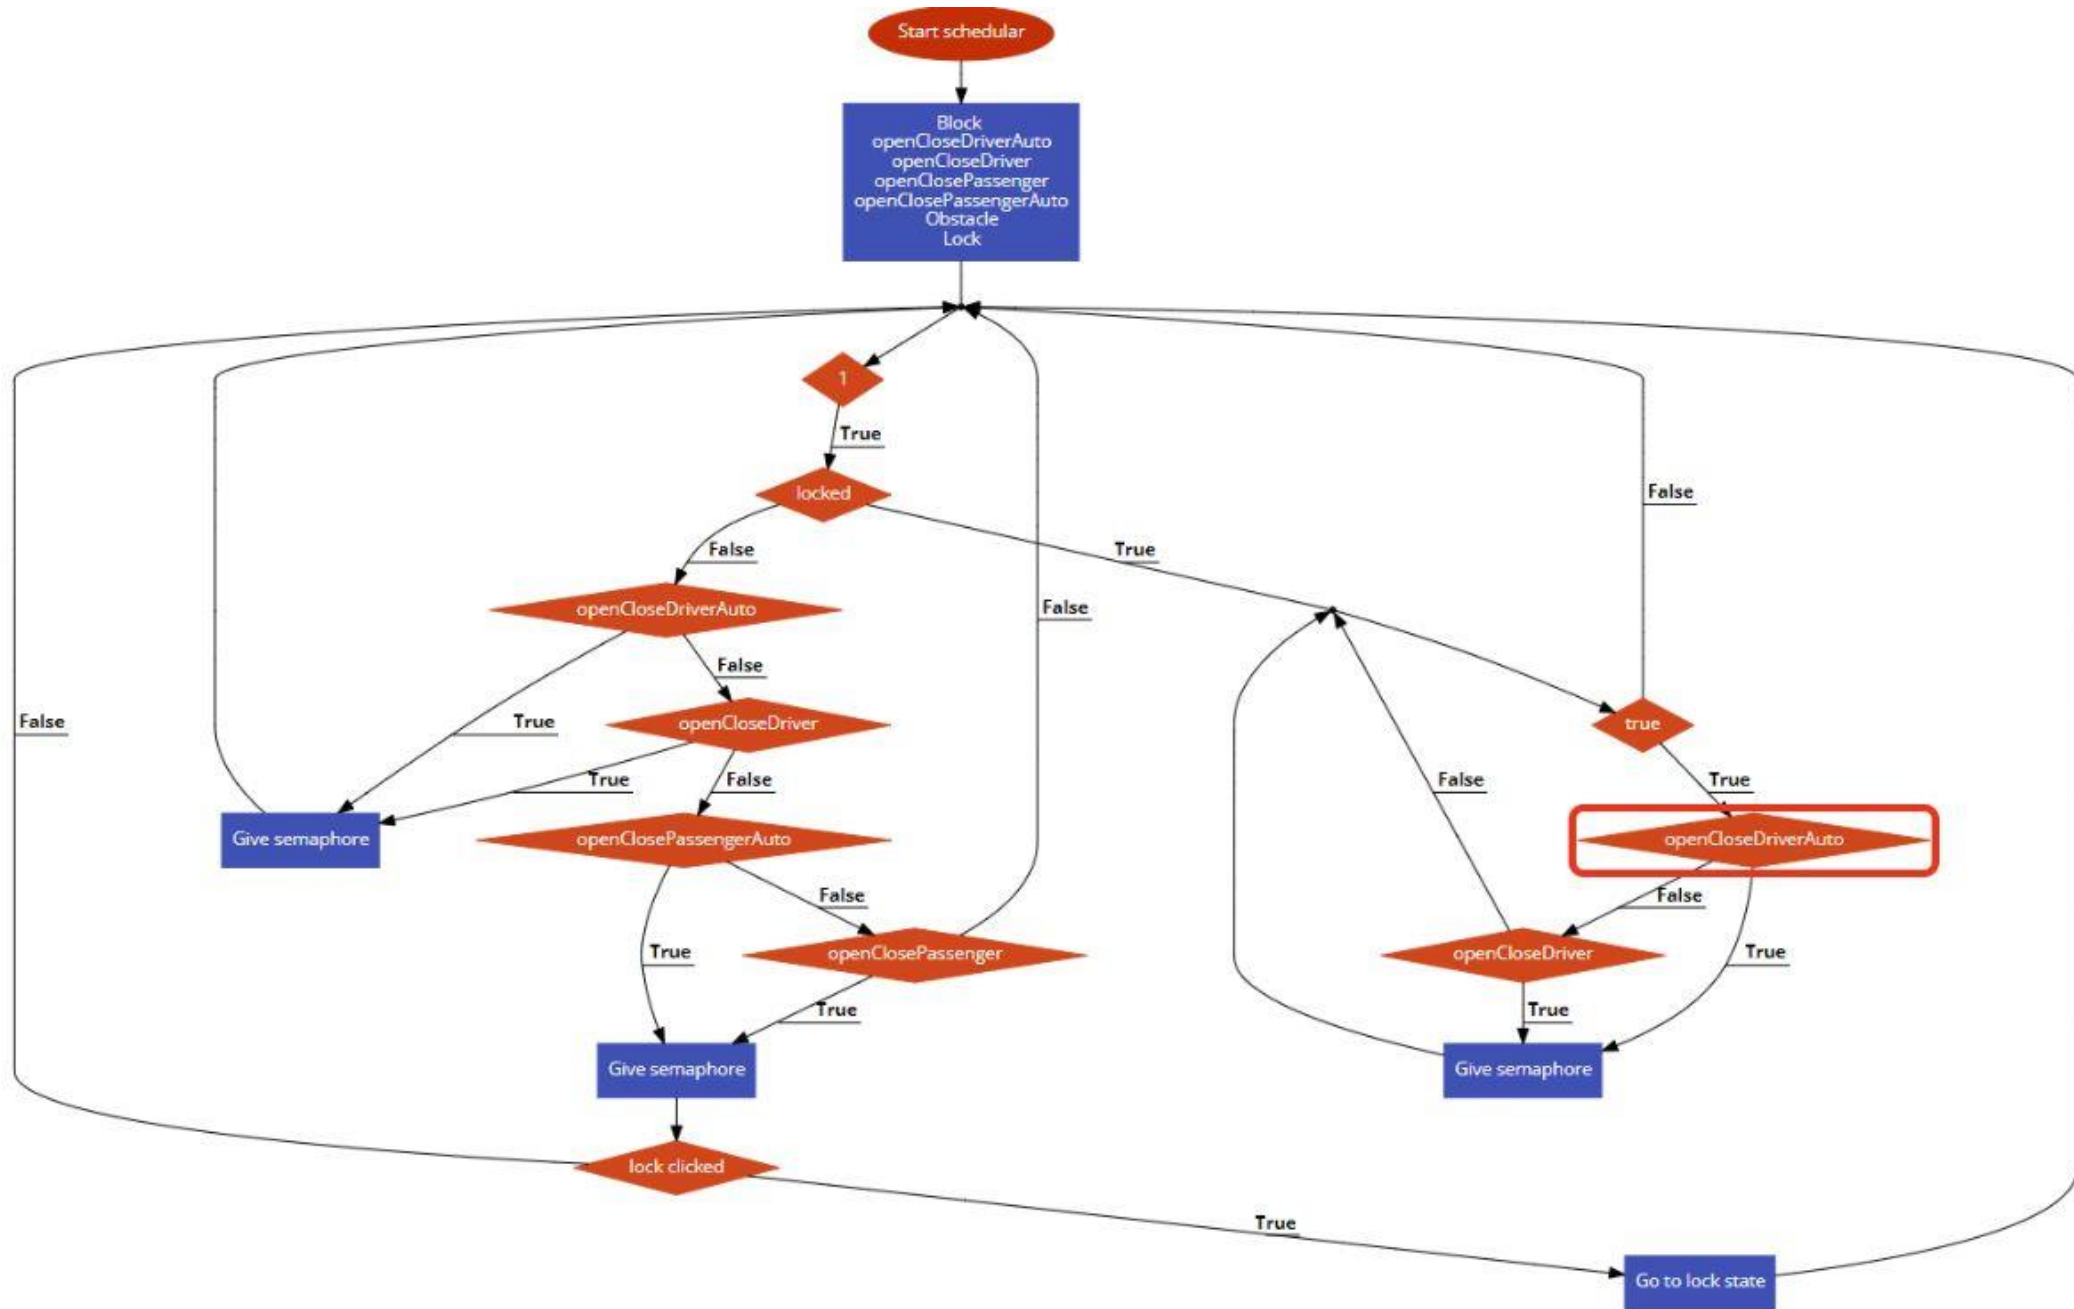 Start schedular
Block
openCloseDriverAuto
openCloseDriver
openClosePassenger
openClosePassengerAuto
Obstacle
Lock
1
True
locked
False
True
False
openCloseDriverAuto
False
False
True
openCloseDriver
False
true
True
False
False
True
Give semaphore
openClosePassengerAuto
openCloseDriverAuto
False
False
True
openClosePassenger
openCloseDriver
True
True
True
Give semaphore
Give semaphore
lock clicked
True
Go to lock state